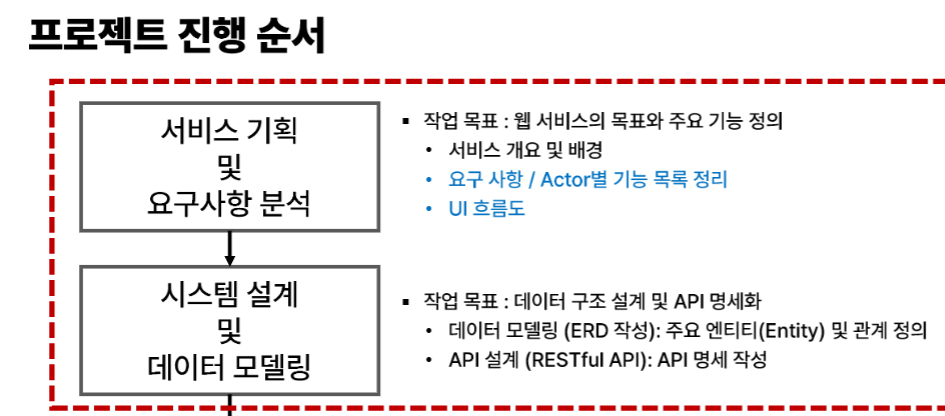 프로젝트 진행 순서
서비스 기획
및
요구사항 분석
▪ 작업 목표 : 웹 서비스의 목표와 주요 기능 정의
• 서비스 개요 및 배경
• 요구 사항 / Actor별 기능 목록 정리
• UI 흐름도
시스템 설계
및
데이터 모델링
▪ 작업 목표 : 데이터 구조 설계 및 API 명세화
• 데이터 모델링 (ERD 작성): 주요 엔티티(Entity) 및 관계 정의
• API 설계 (RESTful API): API 명세 작성